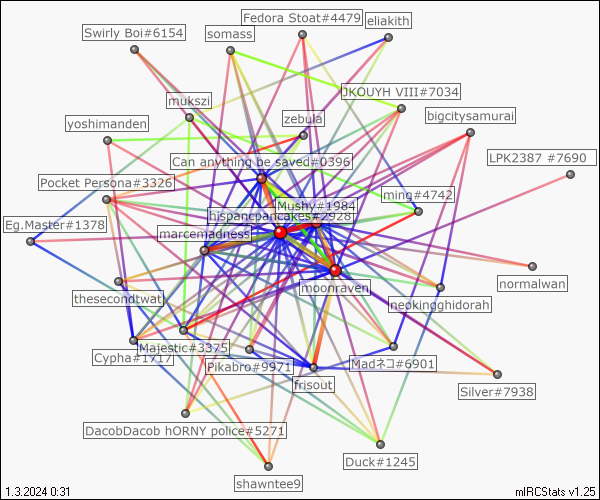 Fedora Stoat#4479
eliakith
Swirly Boi#6154
somass
JKOUYH VIII#7034
mukszi
bigcitysamurai
zebula
yoshimanden
LPK2387 #7690
Can anything be saved#0396
Pocket Persona#3326
ming#4742
Mushy#1984
hispancpancakes#2928
Eg.Master#1378
marcemadness
moonraven
normalwan
thesecondtwat
neokingghidorah
Majestic#3375
Cypha#1717
Pikabro#9971
Madネコ#6901
frisout
Silver#7938
DacobDacob hORNY police#5271
Duck#1245
shawntee9
1.3.2024 0:31
mIRCStats v1.25